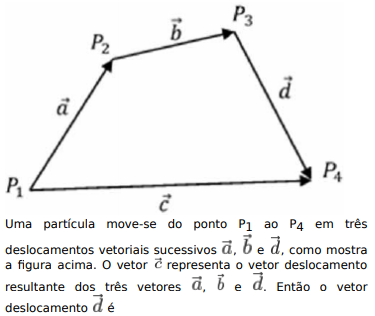 P₃
P₂
b⃗
a⃗
d⃗
P₁
P₄
c⃗
Uma partícula move-se do ponto P₁ ao P₄ em três
deslocamentos vetoriais sucessivos a⃗, b⃗ e d⃗, como mostra
a figura acima. O vetor c⃗ representa o vetor deslocamento
resultante dos três vetores a⃗, b⃗ e d⃗. Então o vetor
deslocamento d⃗ é